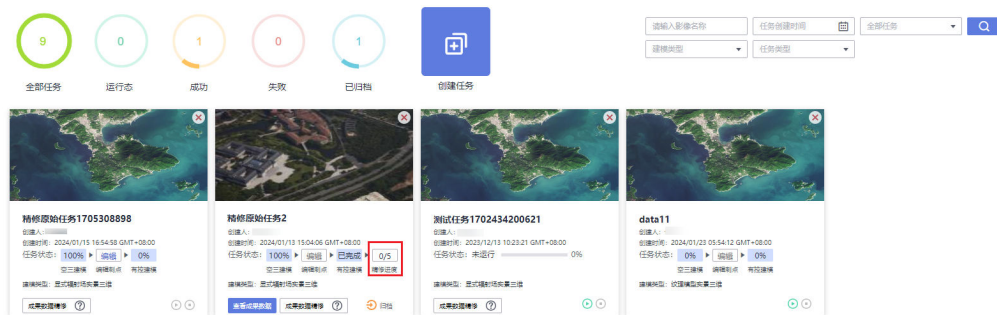 9
0
1
0
1
全部任务
运行态
成功
失败
已归档
创建任务
请输入影像名称
任务创建时间
全部任务
建模类型
任务类型
精修原始任务1705308898
创建人:
创建时间: 2024/01/15 16:54:58 GMT+08:00
任务状态: 100% 编辑 0%
空三建模 编辑刺点 有控建模
建模类型: 显式辐射场实景三维
成果数据精修 ?
精修原始任务2
创建人:
创建时间: 2024/01/13 15:04:06 GMT+08:00
任务状态: 100% 编辑 已完成 0/5
空三建模 编辑刺点 有控建模 精修进度
建模类型: 显式辐射场实景三维
查看成果数据 成果数据精修 ? 归档
测试任务1702434200621
创建人:
创建时间: 2023/12/13 10:23:21 GMT+08:00
任务状态: 未运行 0%
建模类型: 显式辐射场实景三维
成果数据精修 ?
data11
创建人:
创建时间: 2024/01/23 05:54:12 GMT+08:00
任务状态: 0% 编辑 0%
空三建模 编辑刺点 有控建模
建模类型: 纹理模型实景三维